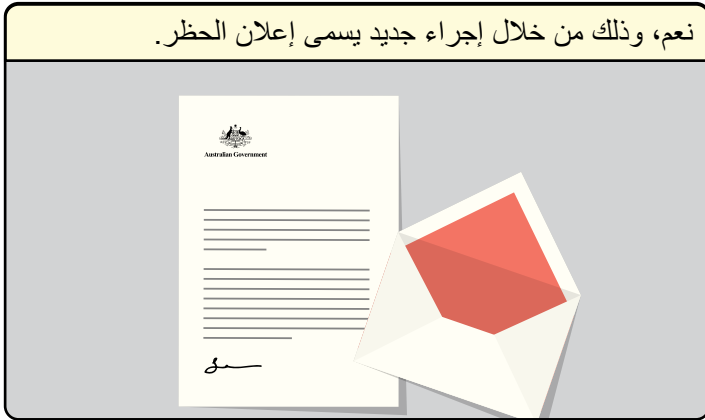 نعم، وذلك من خلال إجراء جديد يسمى إعلان الحظر.
Australian Government